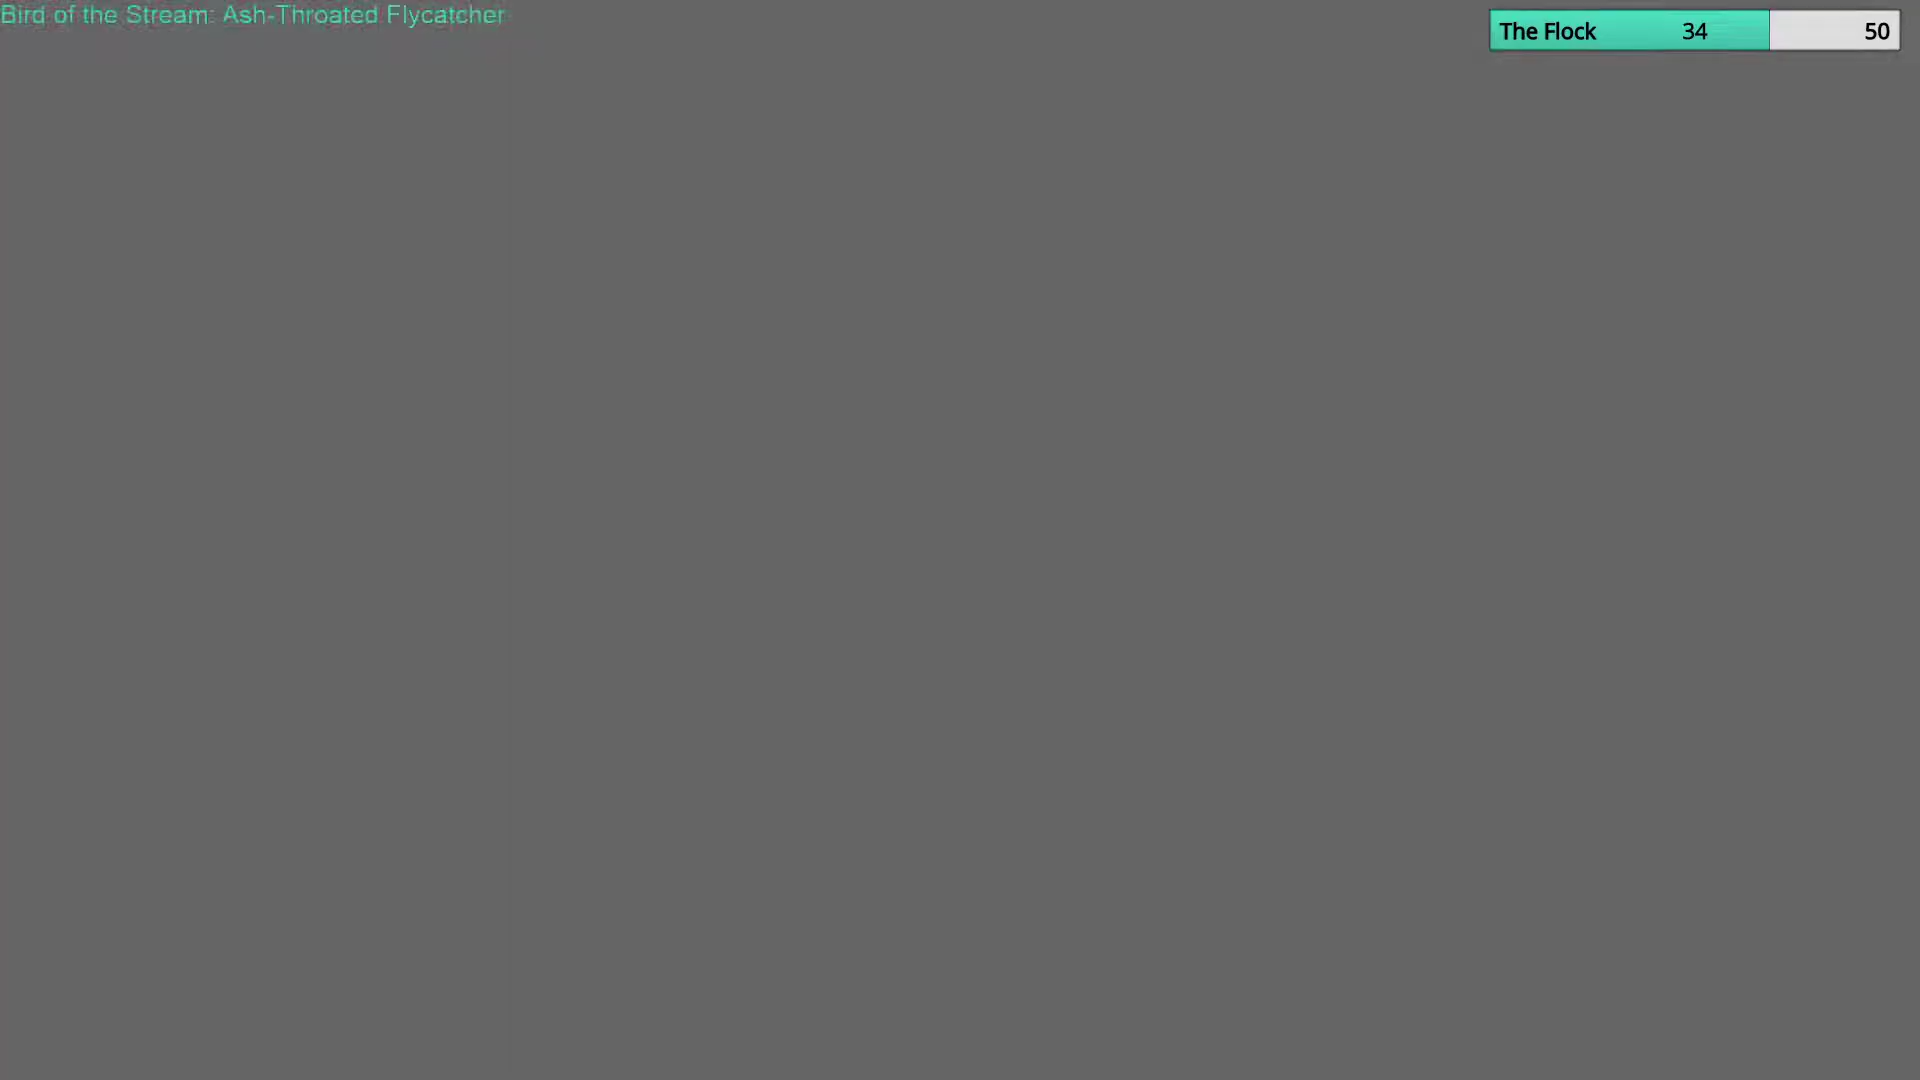 Bird of the Stream: Ash-Throated Flycatcher
The Flock 34 50